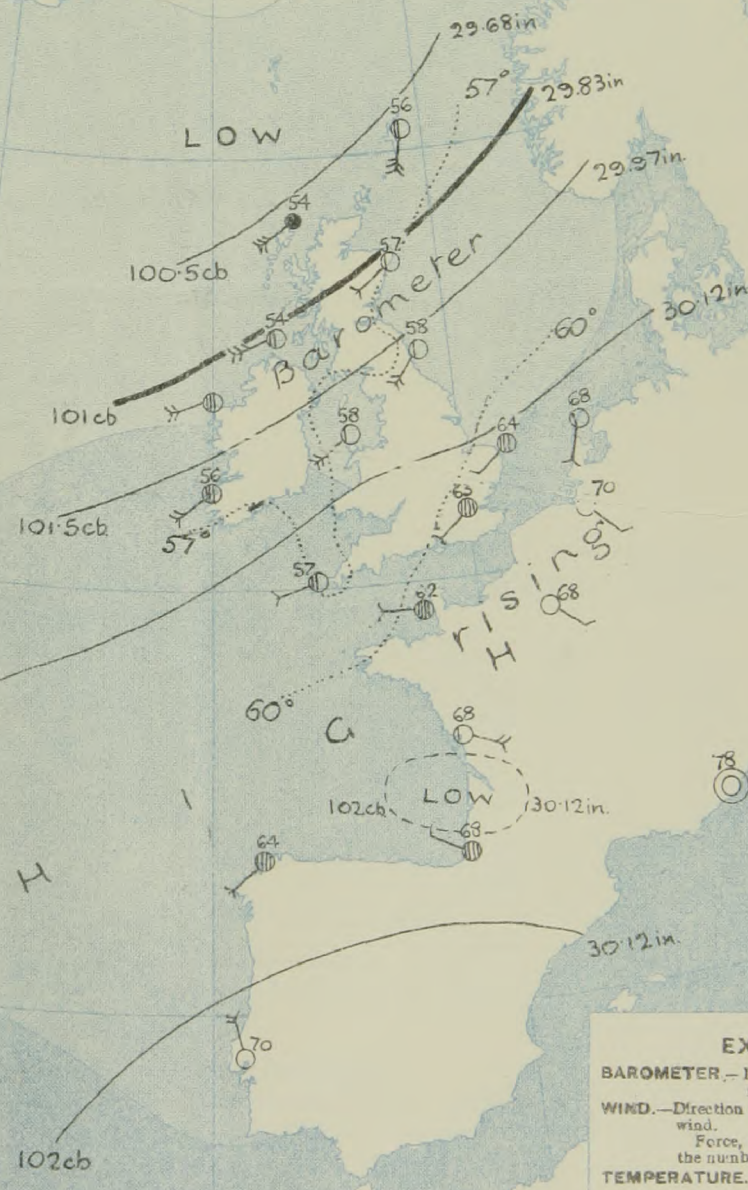 29.68in
57°
29.83in
56
LOW
29.97in.
54
57
100.5cb
Barometer
30.12in
58
60°
54
101cb
68
58
64
56
70
101.5cb
63
57°
57
62
68
rising
H
60°
G
68
78
102cb
LOW
30.12in.
I
69
64
H
30.12in.
70
EX
BAROMETER.—
WIND.—Direction
wind.
Force,
the numb
102cb
TEMPERATURE.